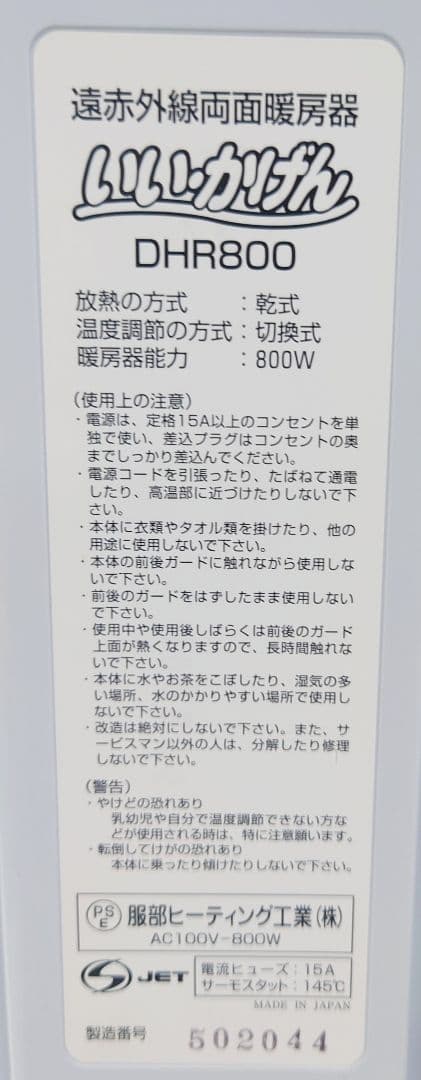 遠赤外線両面暖房器
いい・かげん
DHR800
放熱の方式　：乾式
温度調節の方式：切換式
暖房器能力　：800W
（使用上の注意）
・電源は、定格15A以上のコンセントを単
独で使い、差込プラグはコンセントの奥
までしっかり差込んでください。
・電源コードを引張ったり、たばねて通電
したり、高温部に近づけたりしないで下
さい。
・本体に衣類やタオル類を掛けたり、他の
用途に使用しないで下さい。
・本体の前後ガードに触れながら使用しな
いで下さい。
・前後のガードをはずしたまま使用しない
で下さい。
・使用中や使用後しばらくは前後のガード
上面が熱くなりますので、長時間触れな
いで下さい。
・本体に水やお茶をこぼしたり、湿気の多
い場所、水のかかりやすい場所で使用し
ないで下さい。
・改造は絶対にしないで下さい。また、サ
ービスマン以外の人は、分解したり修理
しないで下さい。
（警告）
・やけどの恐れあり
乳幼児や自分で温度調節できない方な
どが使用される時は、特に注意願います。
・転倒してけがの恐れあり
本体に乗ったり傾けたりしないで下さい。
PSE 服部ヒーティング工業（株）
AC100V-800W
JET
電流ヒューズ：15A
サーモスタット：145℃
MADE IN JAPAN
製造番号 502044